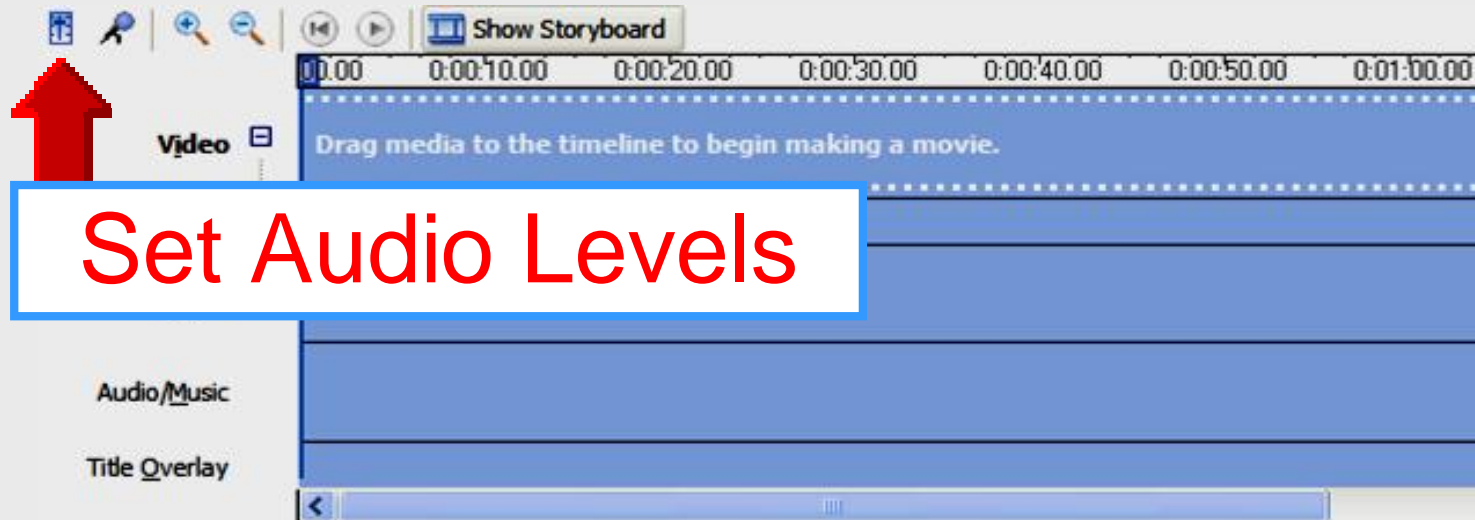 Show Storyboard
00.00 0:00:10.00 0:00:20.00 0:00:30.00 0:00:40.00 0:00:50.00 0:01:00.00
Video
Drag media to the timeline to begin making a movie.
Set Audio Levels
Audio/Music
Title Overlay